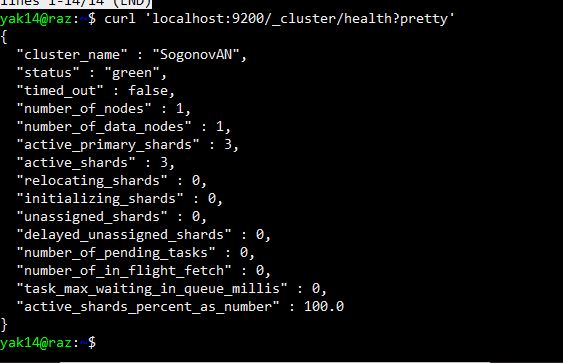 lines 1-14/14 (END)
yak14@raz:~$ curl 'localhost:9200/_cluster/health?pretty'
{
  "cluster_name" : "SogonovAN",
  "status" : "green",
  "timed_out" : false,
  "number_of_nodes" : 1,
  "number_of_data_nodes" : 1,
  "active_primary_shards" : 3,
  "active_shards" : 3,
  "relocating_shards" : 0,
  "initializing_shards" : 0,
  "unassigned_shards" : 0,
  "delayed_unassigned_shards" : 0,
  "number_of_pending_tasks" : 0,
  "number_of_in_flight_fetch" : 0,
  "task_max_waiting_in_queue_millis" : 0,
  "active_shards_percent_as_number" : 100.0
}
yak14@raz:~$